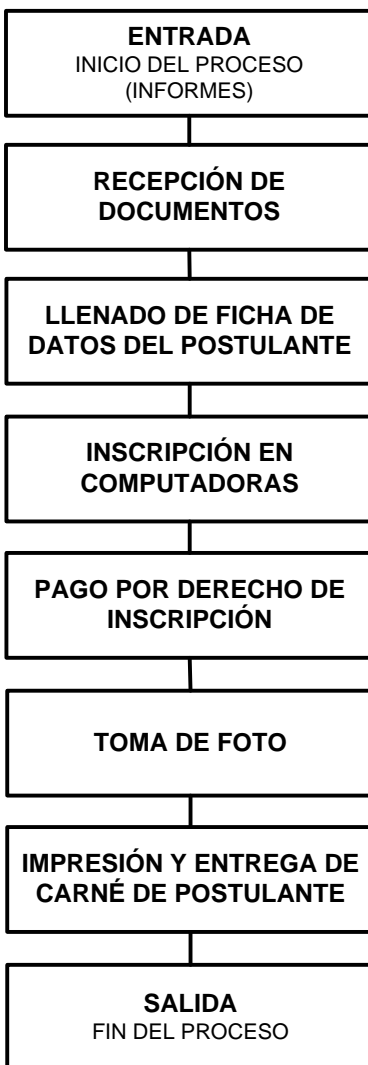 ENTRADA
INICIO DEL PROCESO
(INFORMES)
RECEPCIÓN DE
DOCUMENTOS
LLENADO DE FICHA DE
DATOS DEL POSTULANTE
INSCRIPCIÓN EN
COMPUTADORAS
PAGO POR DERECHO DE
INSCRIPCIÓN
TOMA DE FOTO
IMPRESIÓN Y ENTREGA DE
CARNÉ DE POSTULANTE
SALIDA
FIN DEL PROCESO